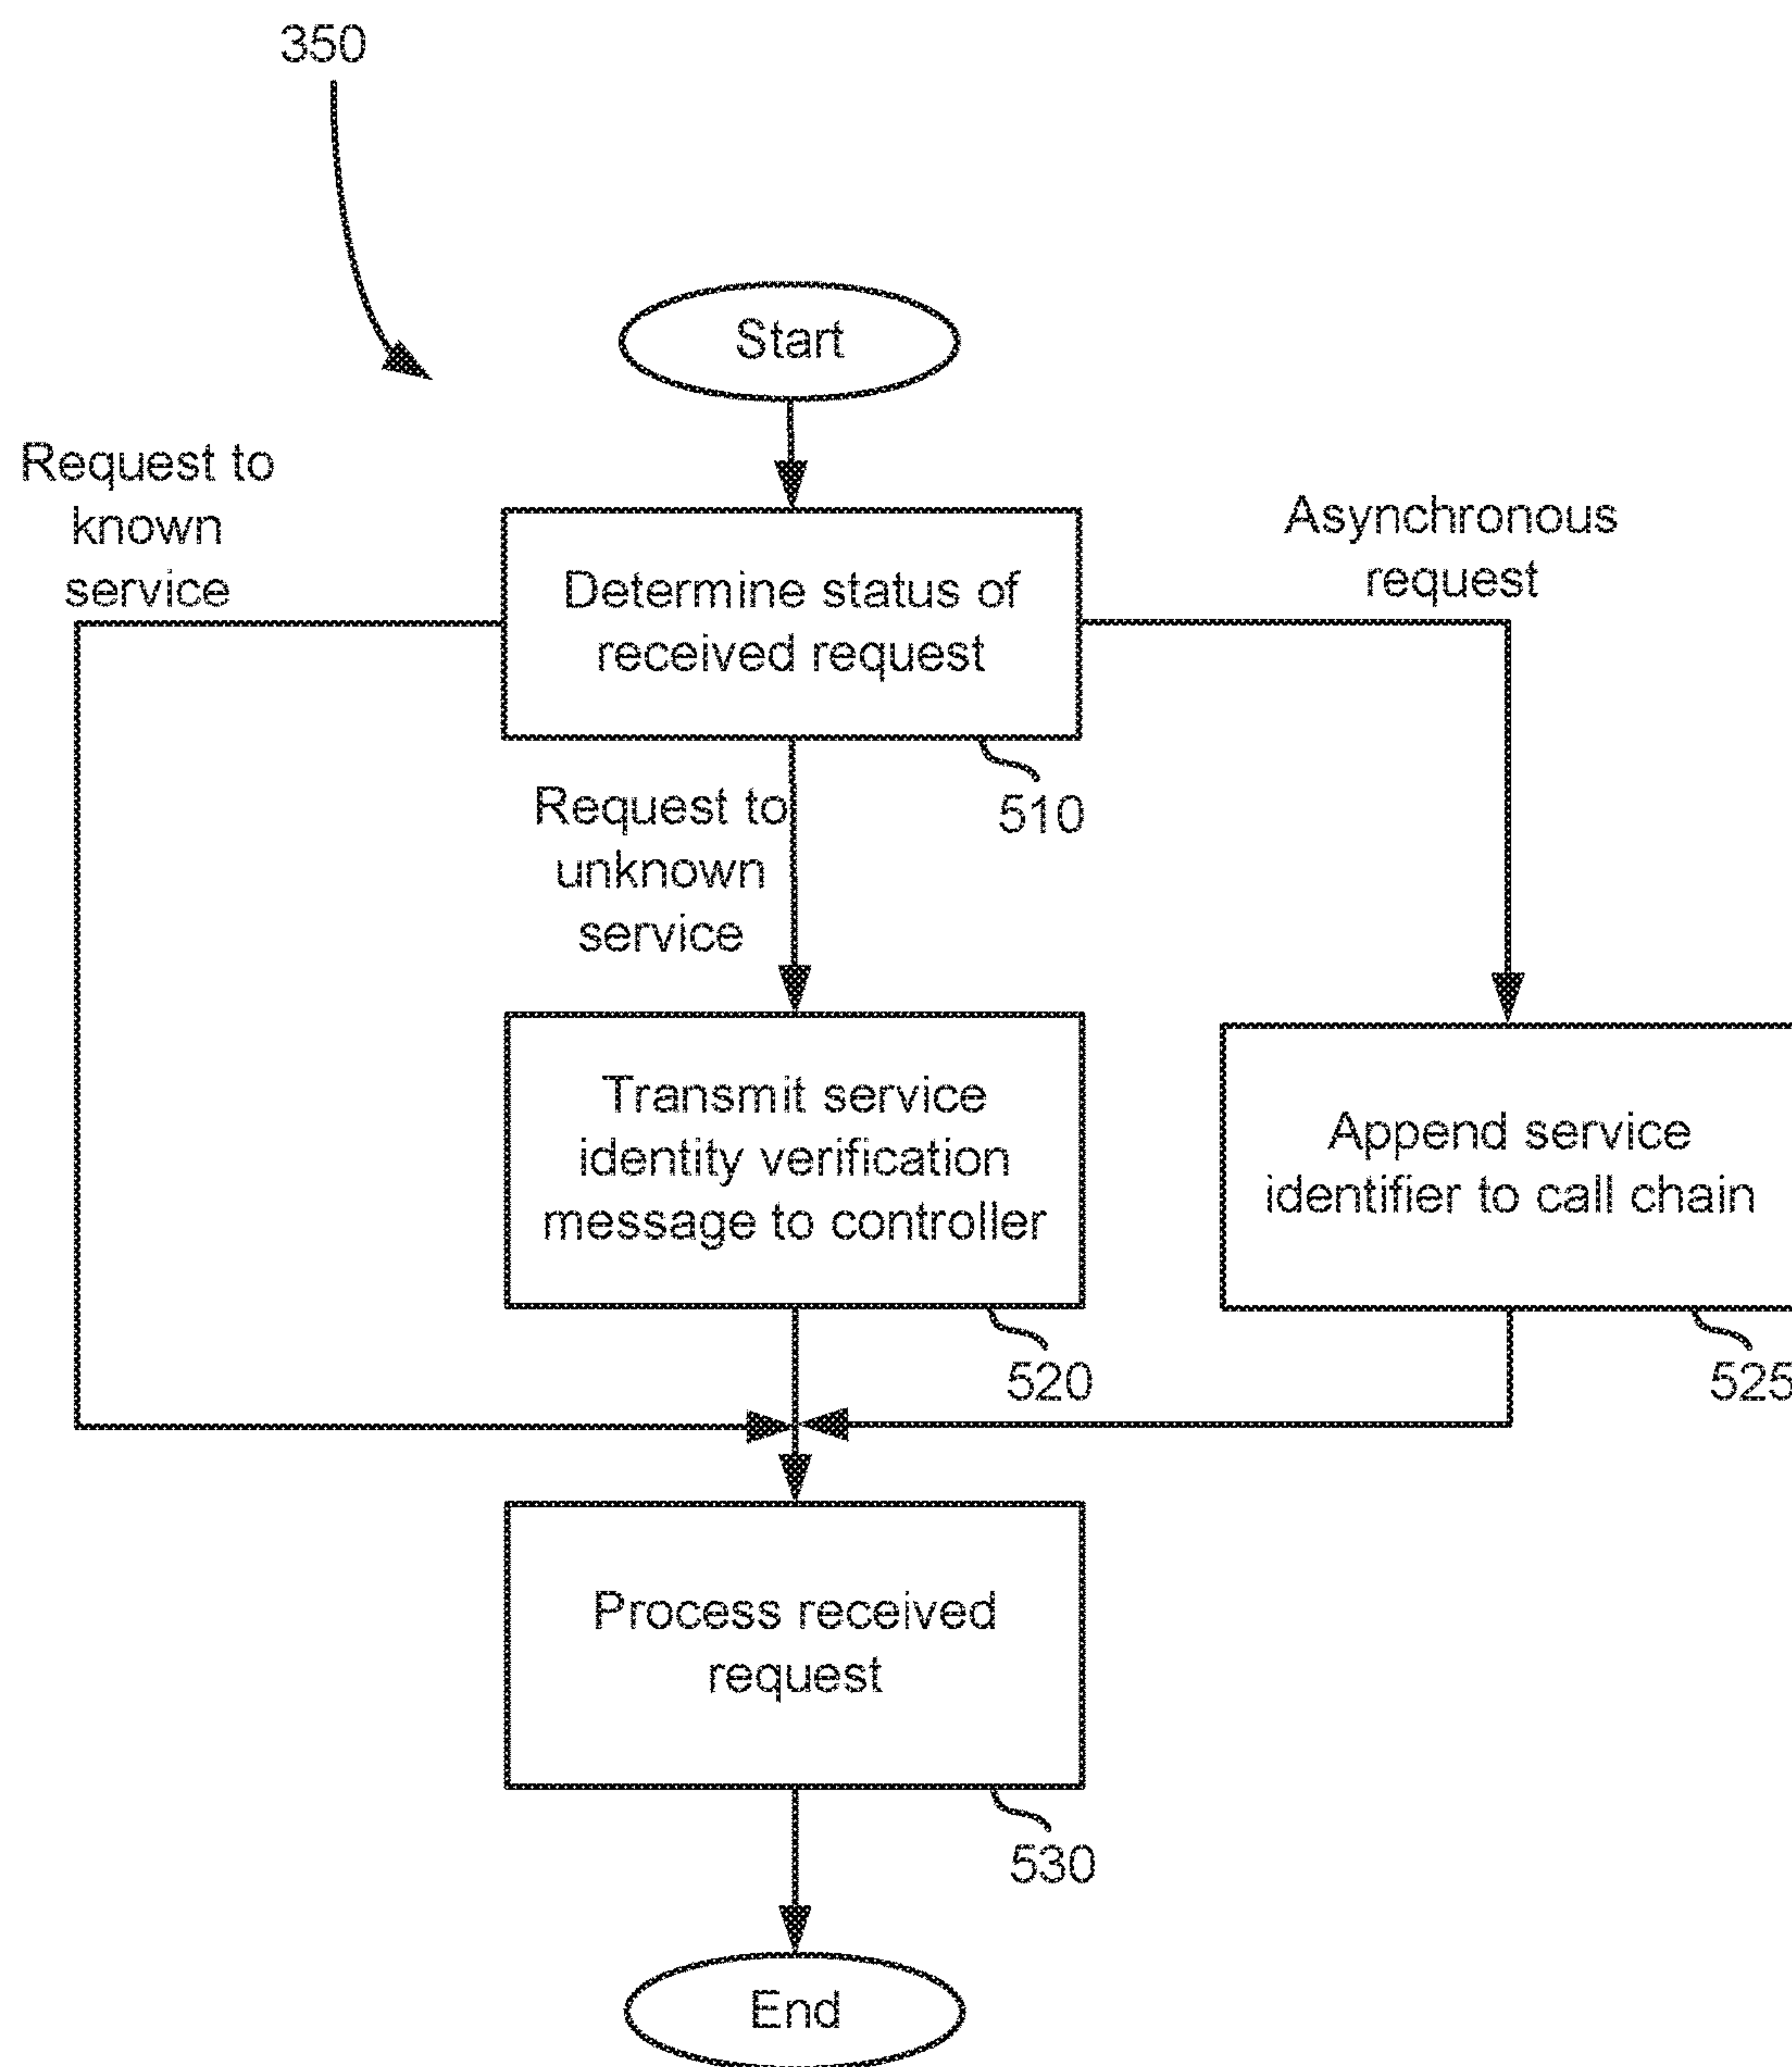 350
Start
Request to
known
service
Determine status of
received request
Asynchronous
request
510
Request to
unknown
service
Transmit service
identity verification
message to controller
520
Append service
identifier to call chain
525
Process received
request
530
End